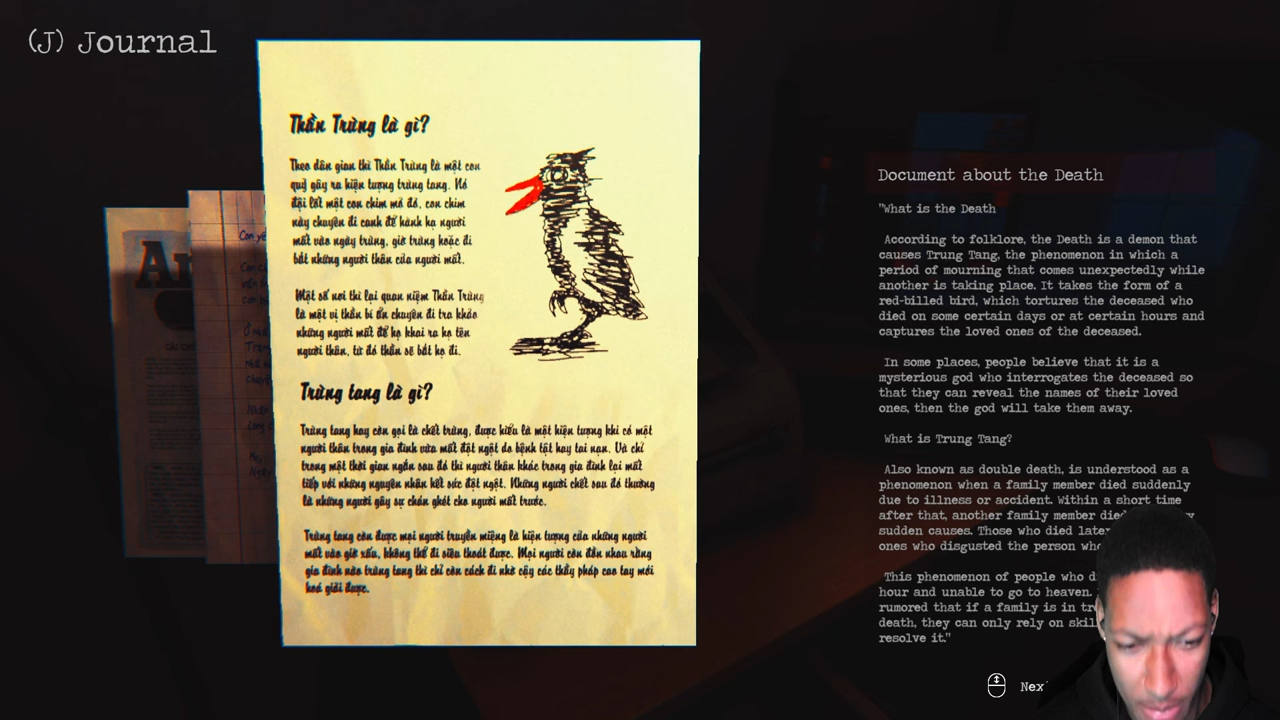 (J) Journal
Thần Trùng là gì?
Theo dân gian thì Thần Trùng là một con
quỷ gây ra hiện tượng trùng tang. Nó
đội lốt một con chim mỏ đỏ, con chim
này chuyên đi canh để hành hạ người
mất vào ngày trùng, giờ trùng hoặc đi
bắt những người thân của người mất.
Một số nơi thì lại quan niệm Thần Trùng
là một vị thần bí ẩn chuyên đi tra khảo
những người mất để họ khai ra họ tên
người thân, từ đó thần sẽ bắt họ đi.
Trùng tang là gì?
Trùng tang hay còn gọi là chết trùng, được hiểu là một hiện tượng khi có một
người thân trong gia đình vừa mất đột ngột do bệnh tật hay tai nạn. Và chỉ
trong một thời gian ngắn sau đó thì người thân khác trong gia đình lại mất
tiếp với những nguyên nhân hết sức đột ngột. Những người chết sau đó thường
là những người gây sự chán ghét cho người mất trước.
Trùng tang còn được mọi người truyền miệng là hiện tượng của những người
mất vào giờ xấu, không thể đi siêu thoát được. Mọi người còn đồn nhau rằng
gia đình nào trùng tang thì chỉ còn cách đi nhờ cậy các thầy pháp cao tay mới
hoá giải được.
Document about the Death
"What is the Death
According to folklore, the Death is a demon that
causes Trung Tang, the phenomenon in which a
period of mourning that comes unexpectedly while
another is taking place. It takes the form of a
red-billed bird, which tortures the deceased who
died on some certain days or at certain hours and
captures the loved ones of the deceased.
In some places, people believe that it is a
mysterious god who interrogates the deceased so
that they can reveal the names of their loved
ones, then the god will take them away.
What is Trung Tang?
Also known as double death, is understood as a
phenomenon when a family member died suddenly
due to illness or accident. Within a short time
after that, another family member died
sudden causes. Those who died later
ones who disgusted the person who
This phenomenon of people who d
hour and unable to go to heaven.
rumored that if a family is in tr
death, they can only rely on skil
resolve it."
Nex